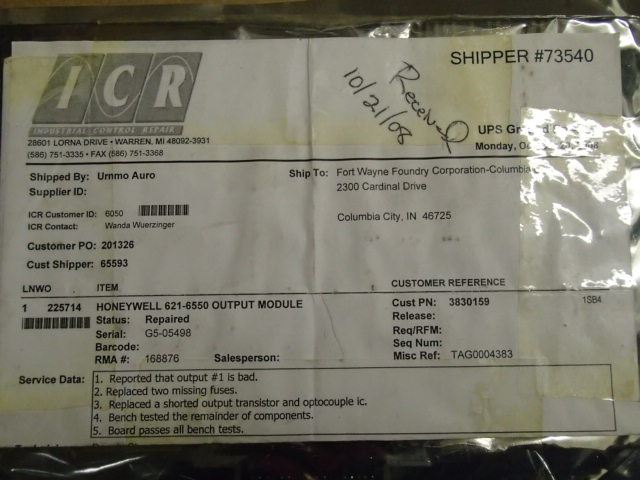 ICR
INDUSTRIAL CONTROL REPAIR
28601 LORNA DRIVE • WARREN, MI 48092-3931
(586) 751-3335 • FAX (586) 751-3368
Received
10/21/08
SHIPPER #73540
UPS
Monday,
Shipped By: Urnmo Auro
Supplier ID:
Ship To: Fort Wayne Foundry Corporation-Columbia
2300 Cardinal Drive
Columbia City, IN 46725
ICR Customer ID: 6050
ICR Contact: Wanda Wuerzinger
Customer PO: 201326
Cust Shipper: 65593
LNWO ITEM CUSTOMER REFERENCE
1 225714 HONEYWELL 621-6550 OUTPUT MODULE Cust PN: 3830159 1SB4
Status: Repaired Release:
Serial: G5-05498 Req/RFM:
Barcode: Seq Num:
RMA #: 168876 Salesperson: Misc Ref: TAG0004383
Service Data: 1. Reported that output #1 is bad.
2. Replaced two missing fuses.
3. Replaced a shorted output transistor and optocouple ic.
4. Bench tested the remainder of components.
5. Board passes all bench tests.